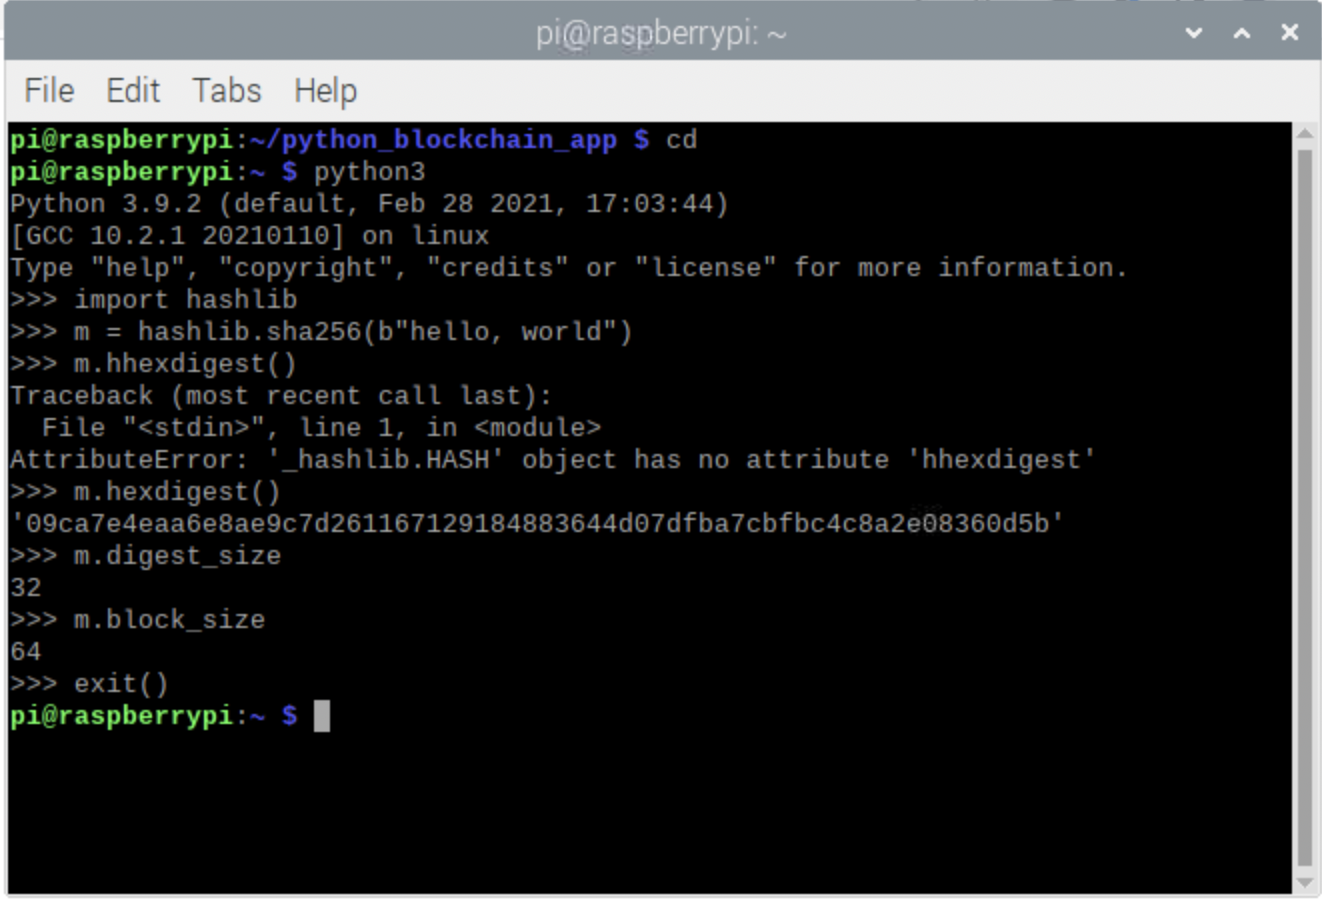 pi@raspberrypi: ~
File Edit Tabs Help
pi@raspberrypi:~/python_blockchain_app $ cd
pi@raspberrypi:~ $ python3
Python 3.9.2 (default, Feb 28 2021, 17:03:44)
[GCC 10.2.1 20210110] on linux
Type "help", "copyright", "credits" or "license" for more information.
>>> import hashlib
>>> m = hashlib.sha256(b"hello, world")
>>> m.hhexdigest()
Traceback (most recent call last):
  File "<stdin>", line 1, in <module>
AttributeError: '_hashlib.HASH' object has no attribute 'hhexdigest'
>>> m.hexdigest()
'09ca7e4eaa6e8ae9c7d261167129184883644d07dfba7cbfbc4c8a2e08360d5b'
>>> m.digest_size
32
>>> m.block_size
64
>>> exit()
pi@raspberrypi:~ $